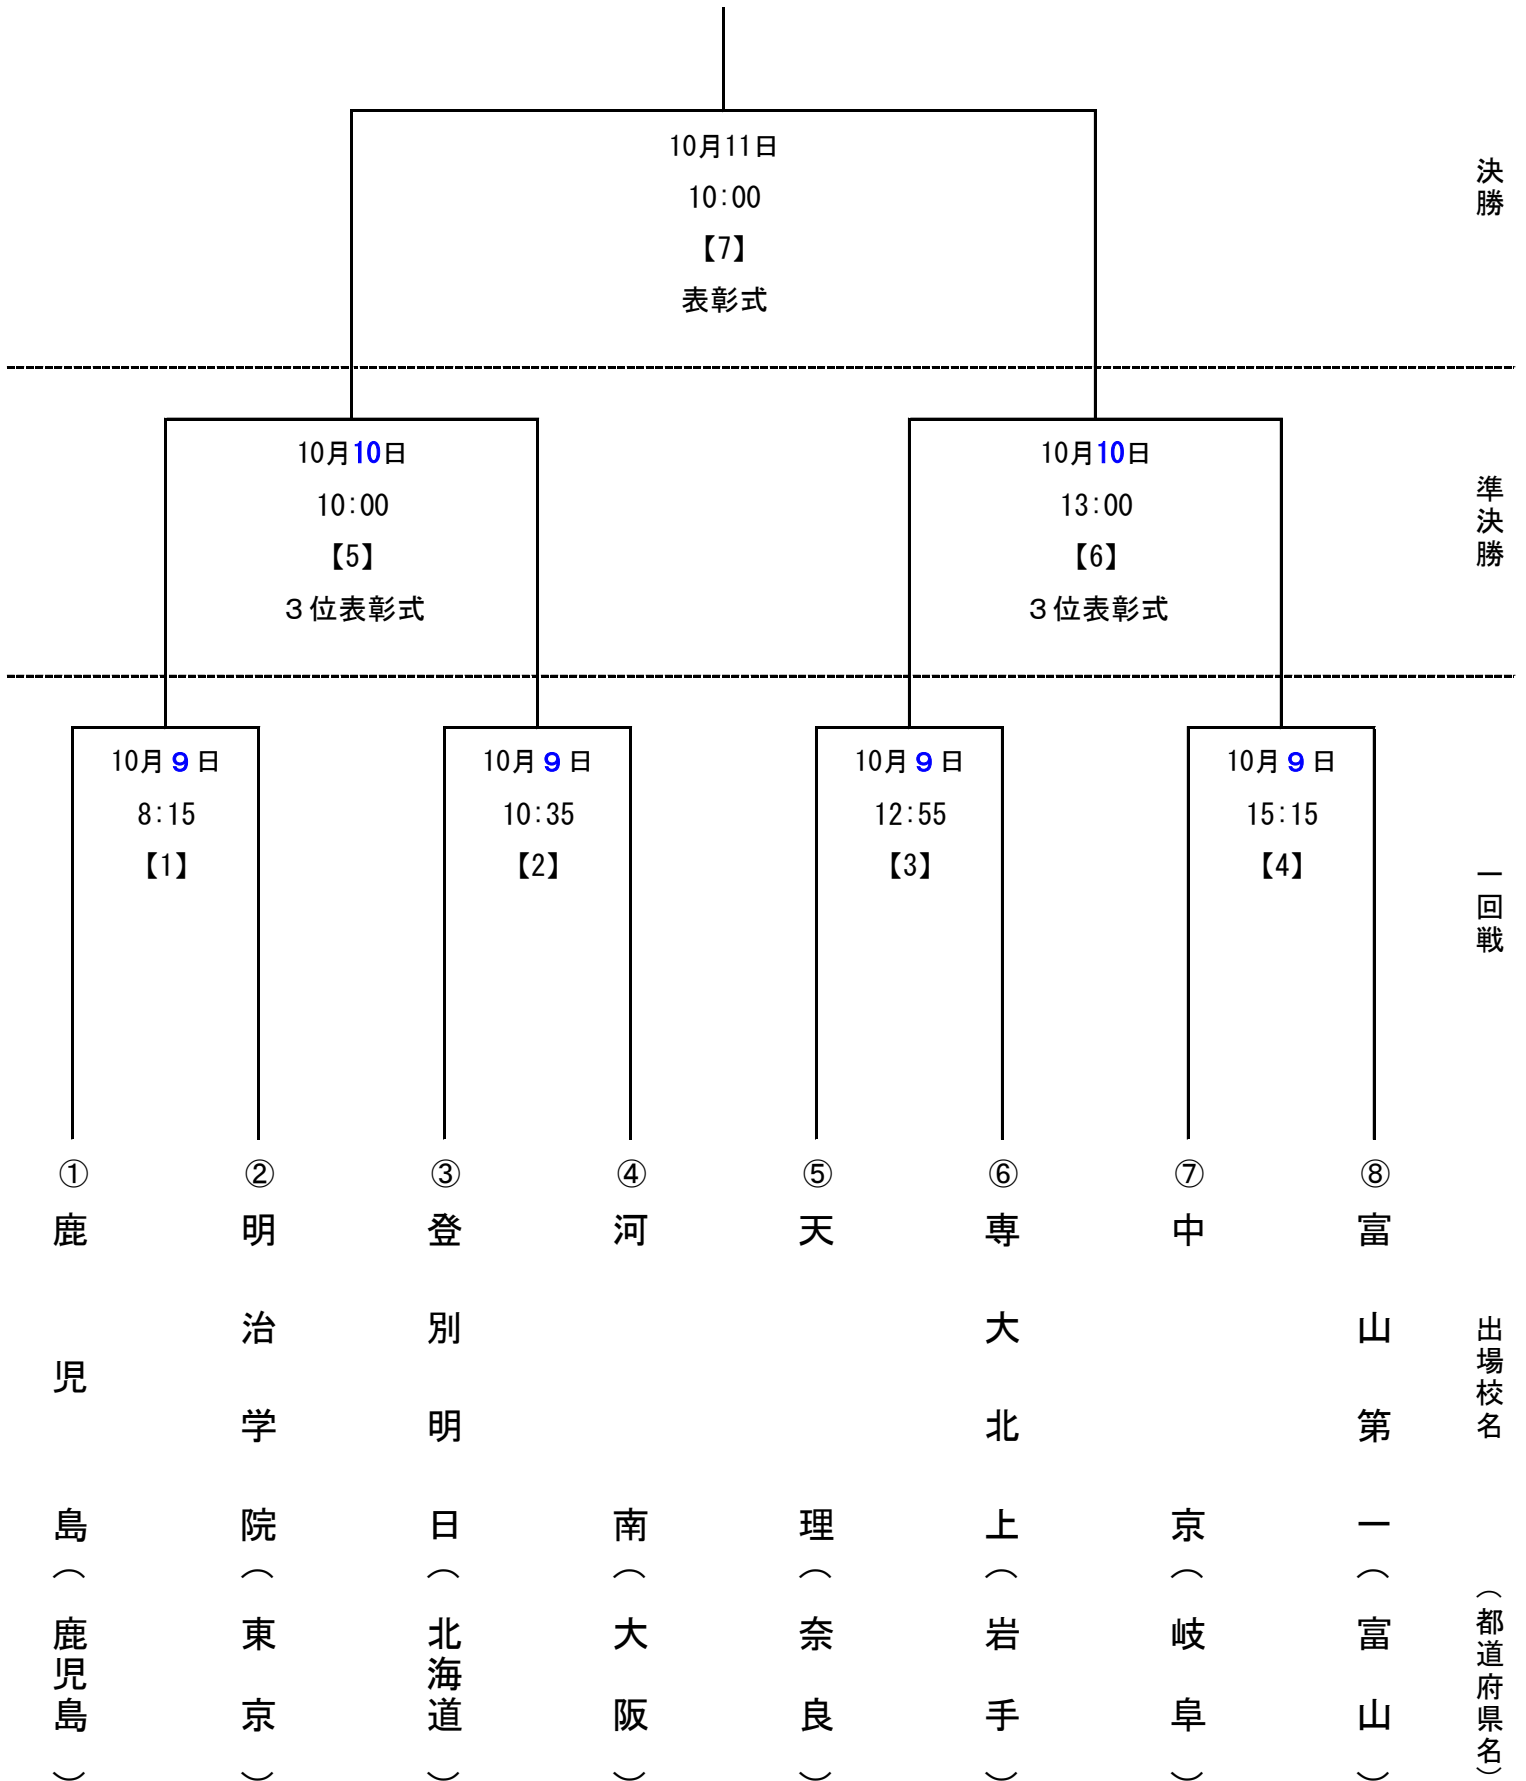 10月11日
10:00
【7】
表彰式
決勝
10月10日
10:00
【5】
3位表彰式
10月10日
13:00
【6】
3位表彰式
準決勝
10月9日
8:15
【1】
10月9日
10:35
【2】
10月9日
12:55
【3】
10月9日
15:15
【4】
一回戦
①鹿児島(鹿児島)
②明治学院(東京)
③登別明日(北海道)
④河南(大阪)
⑤天理(奈良)
⑥専大北上(岩手)
⑦中京(岐阜)
⑧富山第一(富山)
出場校名
(都道府県名)